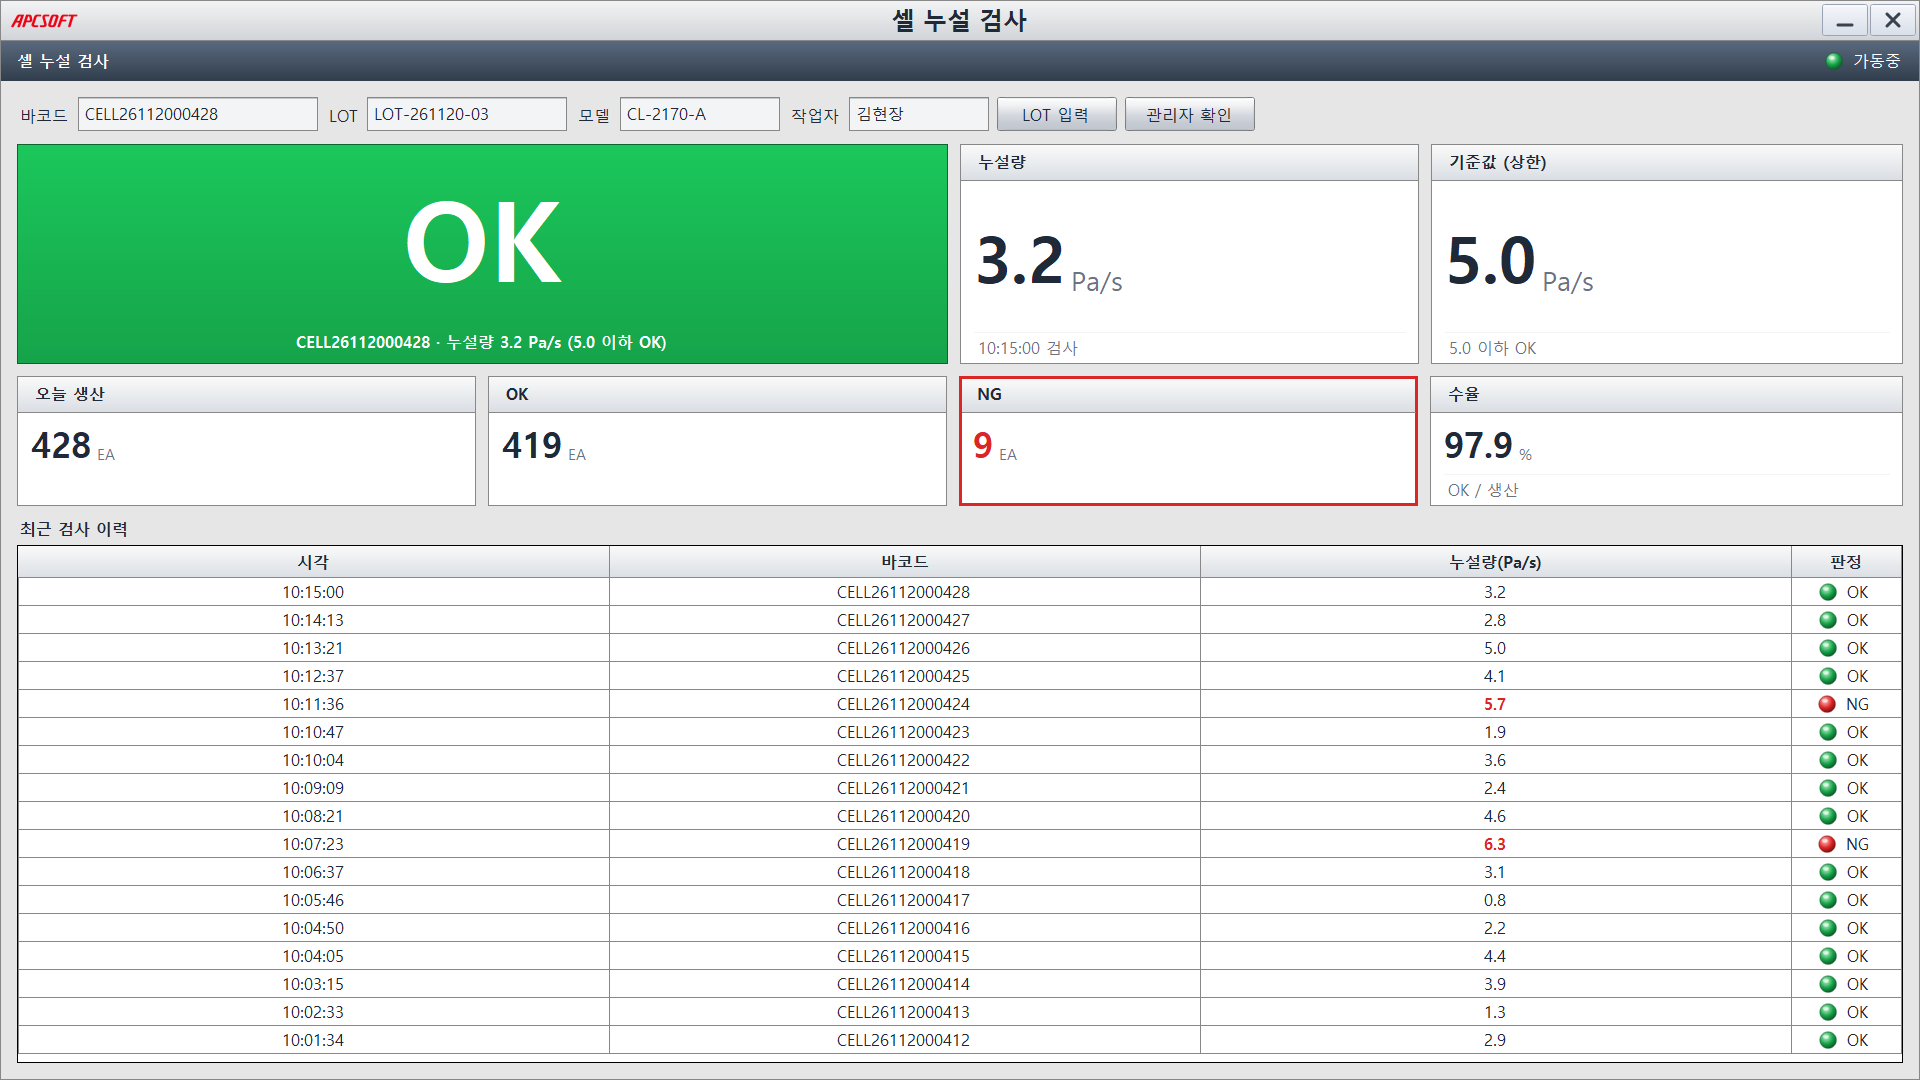 APCSOFT
셀 누설 검사
셀 누설 검사
가동중
바코드 CELL26112000428 LOT LOT-261120-03 모델 CL-2170-A 작업자 김현장 LOT 입력 관리자 확인
OK
CELL26112000428 · 누설량 3.2 Pa/s (5.0 이하 OK)
누설량
3.2 Pa/s
10:15:00 검사
기준값 (상한)
5.0 Pa/s
5.0 이하 OK
오늘 생산
428 EA
OK
419 EA
NG
9 EA
수율
97.9 %
OK / 생산
최근 검사 이력
시각 바코드 누설량(Pa/s) 판정
10:15:00 CELL26112000428 3.2 OK
10:14:13 CELL26112000427 2.8 OK
10:13:21 CELL26112000426 5.0 OK
10:12:37 CELL26112000425 4.1 OK
10:11:36 CELL26112000424 5.7 NG
10:10:47 CELL26112000423 1.9 OK
10:10:04 CELL26112000422 3.6 OK
10:09:09 CELL26112000421 2.4 OK
10:08:21 CELL26112000420 4.6 OK
10:07:23 CELL26112000419 6.3 NG
10:06:37 CELL26112000418 3.1 OK
10:05:46 CELL26112000417 0.8 OK
10:04:50 CELL26112000416 2.2 OK
10:04:05 CELL26112000415 4.4 OK
10:03:15 CELL26112000414 3.9 OK
10:02:33 CELL26112000413 1.3 OK
10:01:34 CELL26112000412 2.9 OK